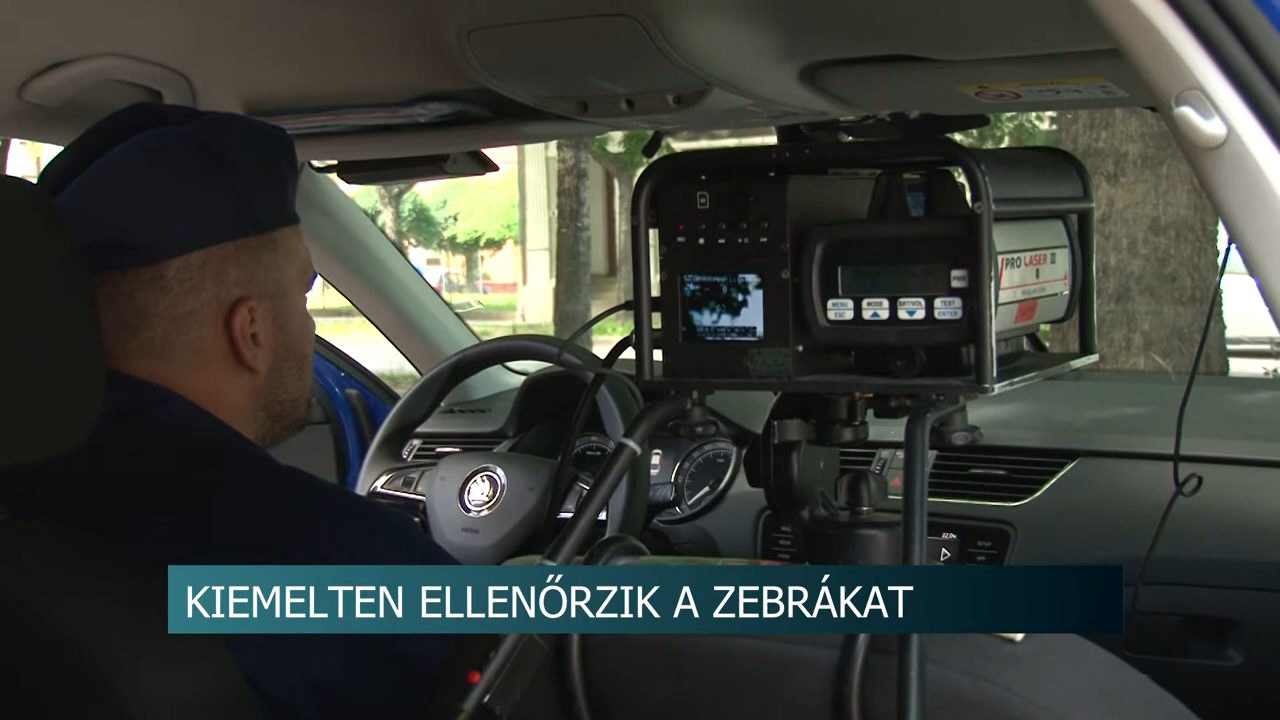 PRO LASER III
MENU
ESC
MODE
BRT/VOL
TEST
ENTER
KIEMELTEN ELLENŐRZIK A ZEBRÁKAT